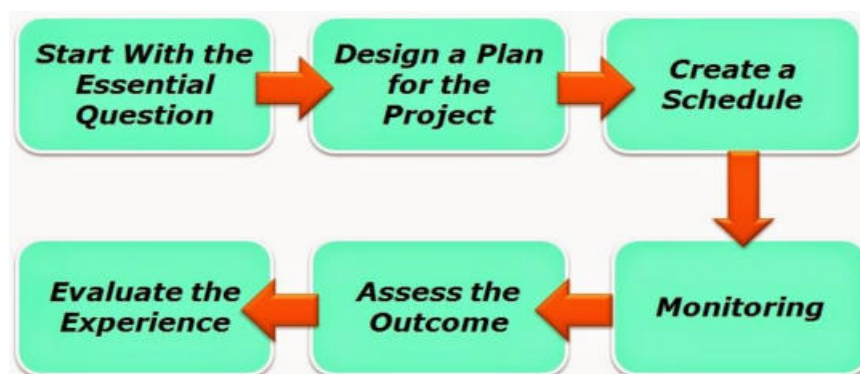 Start With the
Essential
Question
Design a Plan
for the
Project
Create a
Schedule
Monitoring
Assess the
Outcome
Evaluate the
Experience